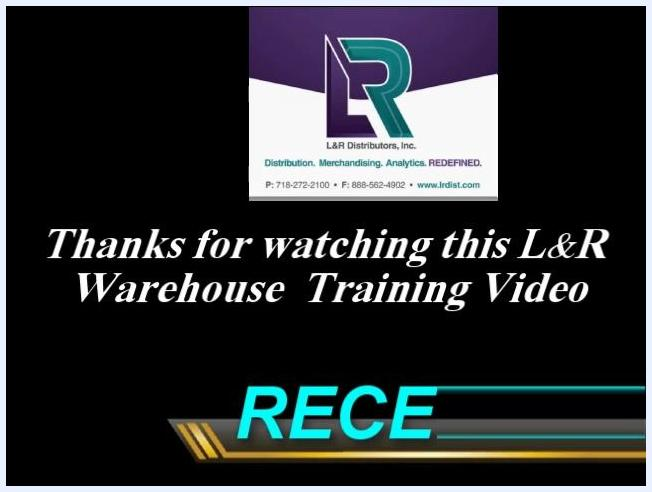 LR
L&R Distributors, Inc.
Distribution. Merchandising. Analytics. REDEFINED.
P: 718-272-2100 • F: 888-562-4902 • www.lrdist.com
Thanks for watching this L&R
Warehouse Training Video
RECE